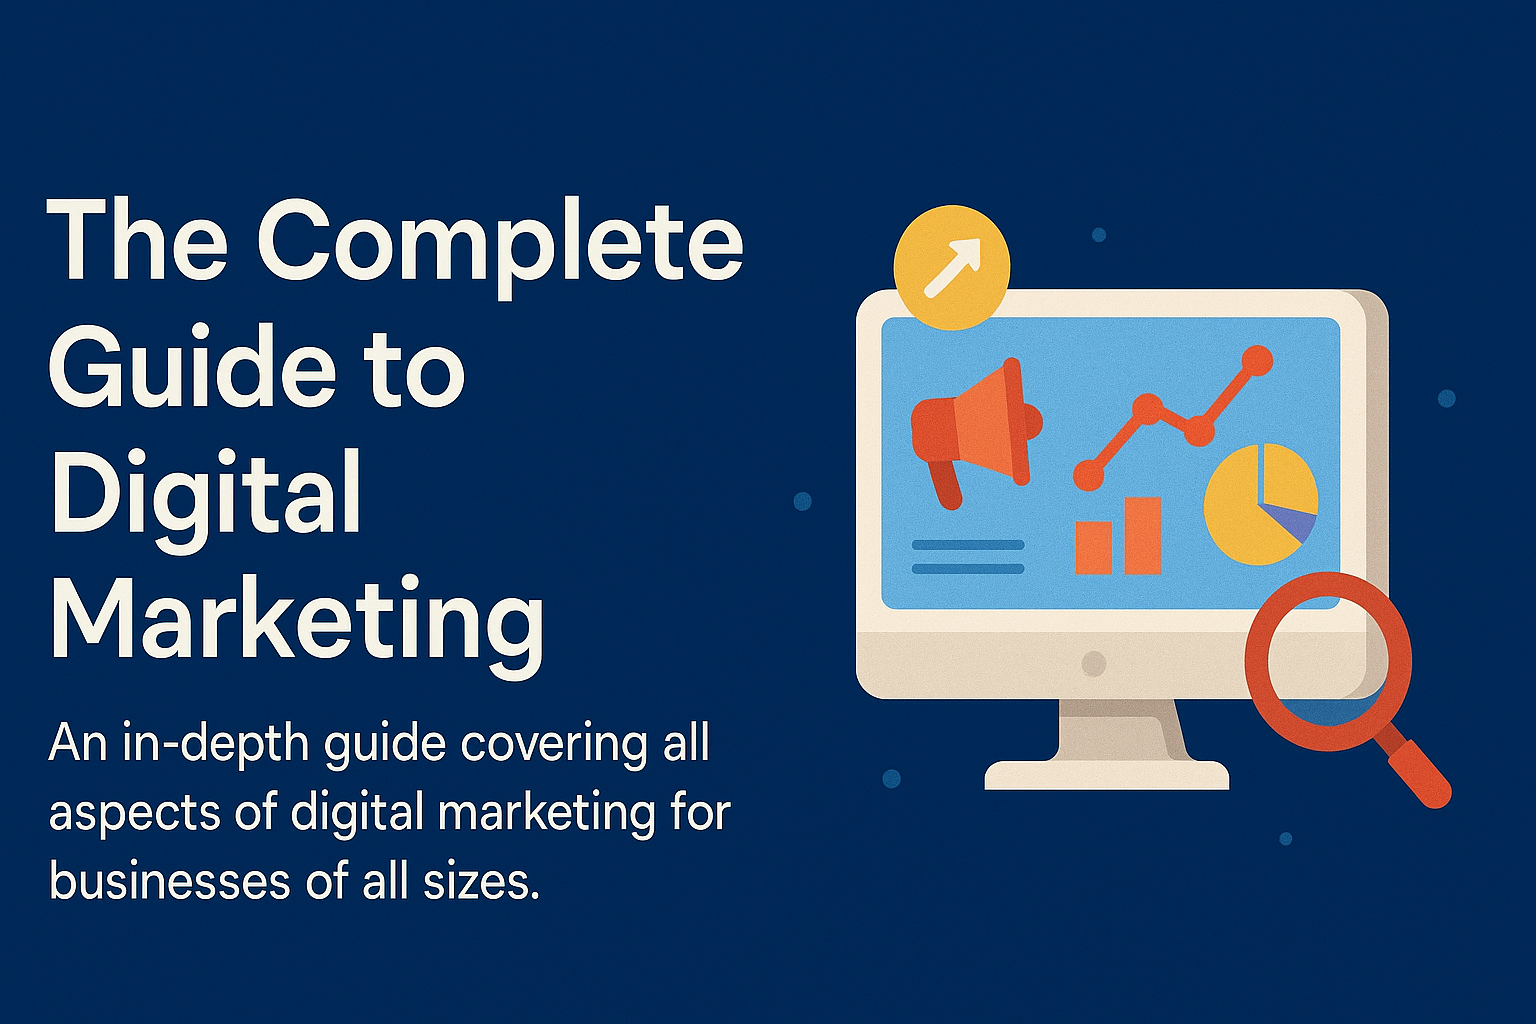 The Complete
Guide to
Digital
Marketing
An in-depth guide covering all
aspects of digital marketing for
businesses of all sizes.